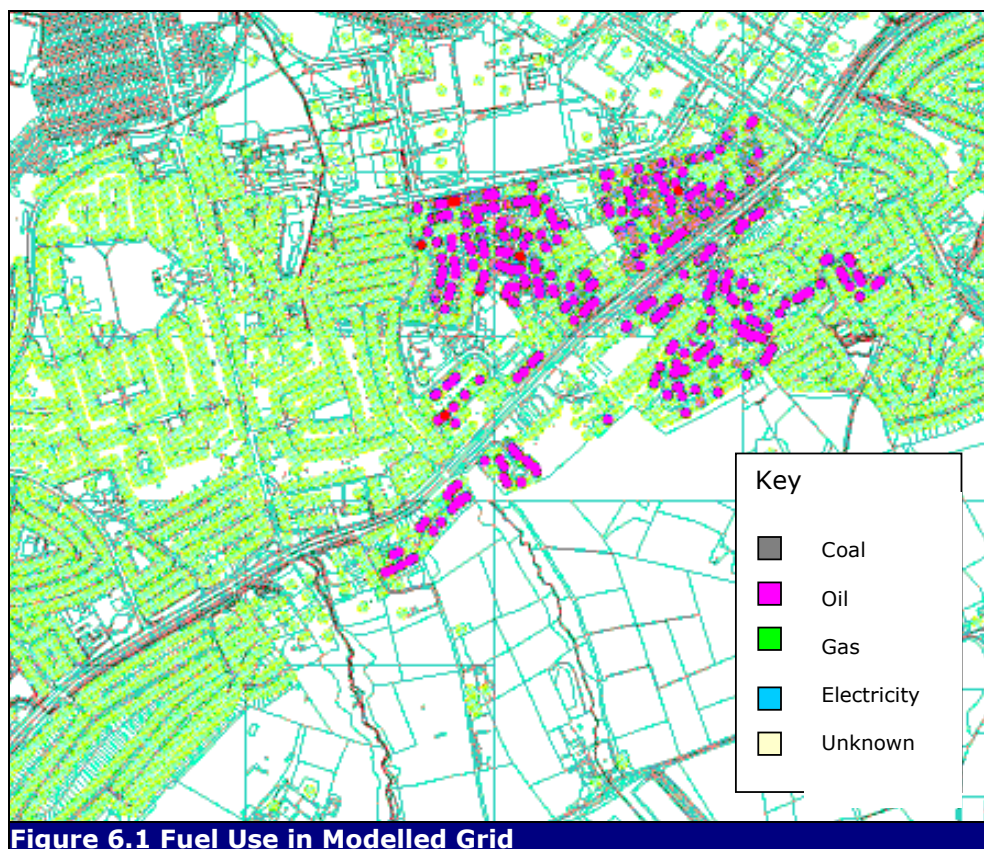 Key
Coal
Oil
Gas
Electricity
Unknown
Figure 6.1 Fuel Use in Modelled Grid